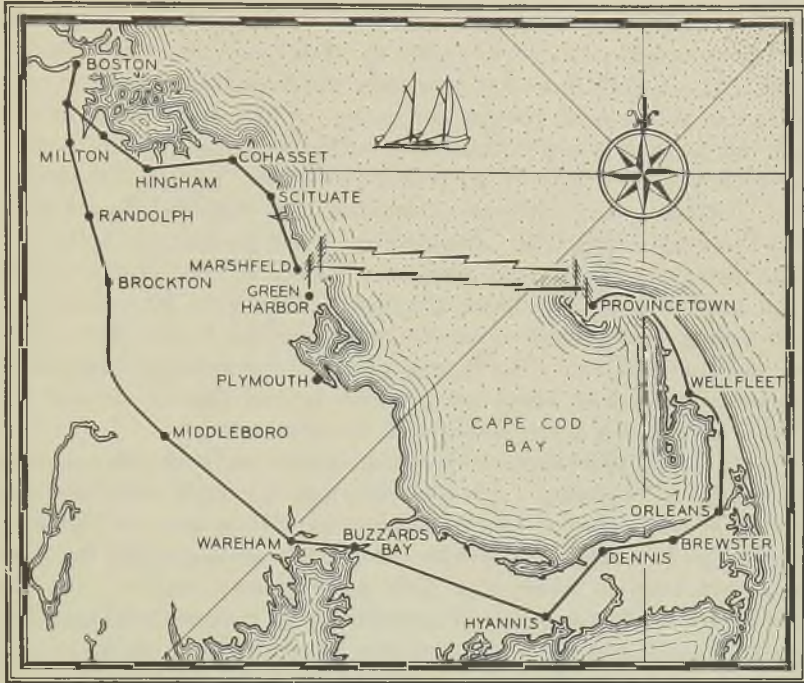 BOSTON
MILTON
HINGHAM
COHASSET
SCITUATE
RANDOLPH
MARSHFELD
BROCKTON
GREEN
HARBOR
PROVINCETOWN
PLYMOUTH
WELLFLEET
CAPE COD
BAY
MIDDLEBORO
ORLEANS
WAREHAM
BUZZARDS
BAY
DENNIS
BREWSTER
HYANNIS